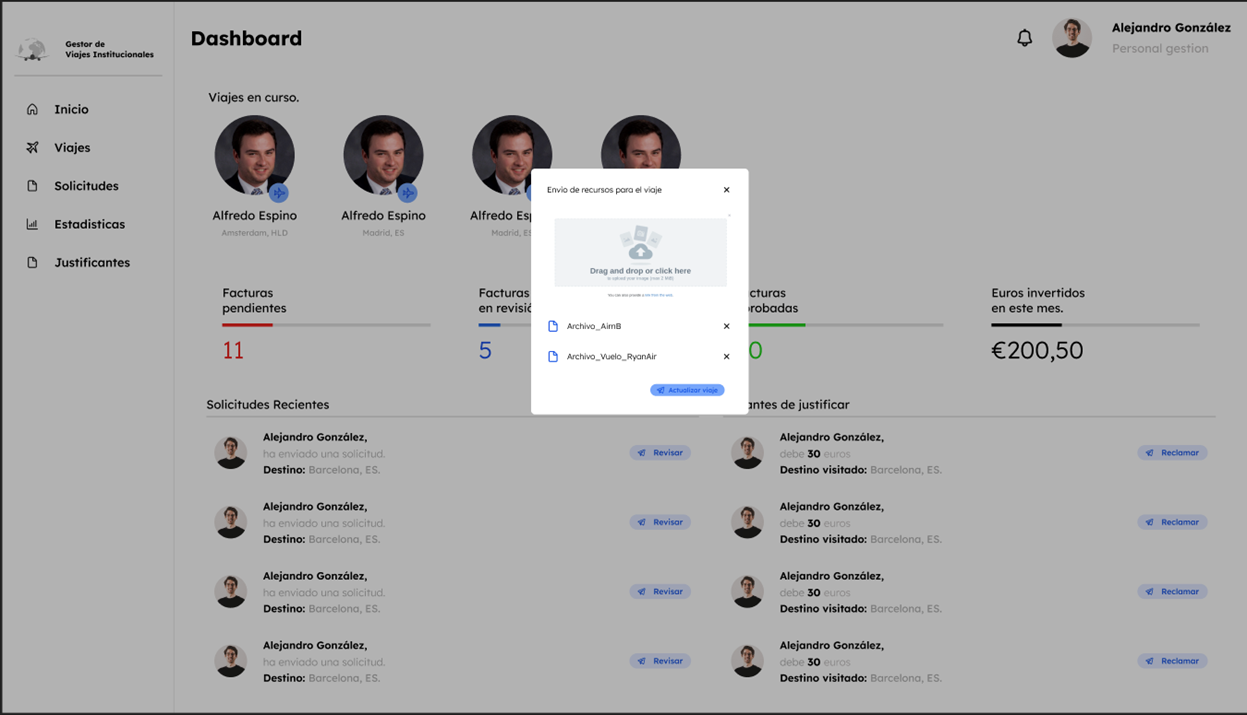 Gestor de
Viajes Institucionales
Inicio
Viajes
Solicitudes
Estadisticas
Justificantes
Dashboard
Alejandro González
Personal gestion
Viajes en curso.
Alfredo Espino
Amsterdam, HLD
Alfredo Espino
Madrid, ES
Alfredo Esp
Madrid, E
Envío de recursos para el viaje
Drag and drop or click here
or upload your image (max 2 MiB)
You can also provide a link from the web.
Archivo_AirnB
Archivo_Vuelo_RyanAir
Actualizar viaje
Facturas
pendientes
11
Facturas
en revisió
5
cturas
robadas
0
Euros invertidos
en este mes.
€200,50
Solicitudes Recientes
Alejandro González,
ha enviado una solicitud.
Destino: Barcelona, ES.
Revisar
Alejandro González,
ha enviado una solicitud.
Destino: Barcelona, ES.
Revisar
Alejandro González,
ha enviado una solicitud.
Destino: Barcelona, ES.
Revisar
Alejandro González,
ha enviado una solicitud.
Destino: Barcelona, ES.
Revisar
antes de justificar
Alejandro González,
debe 30 euros
Destino visitado: Barcelona, ES.
Reclamar
Alejandro González,
debe 30 euros
Destino visitado: Barcelona, ES.
Reclamar
Alejandro González,
debe 30 euros
Destino visitado: Barcelona, ES.
Reclamar
Alejandro González,
debe 30 euros
Destino visitado: Barcelona, ES.
Reclamar